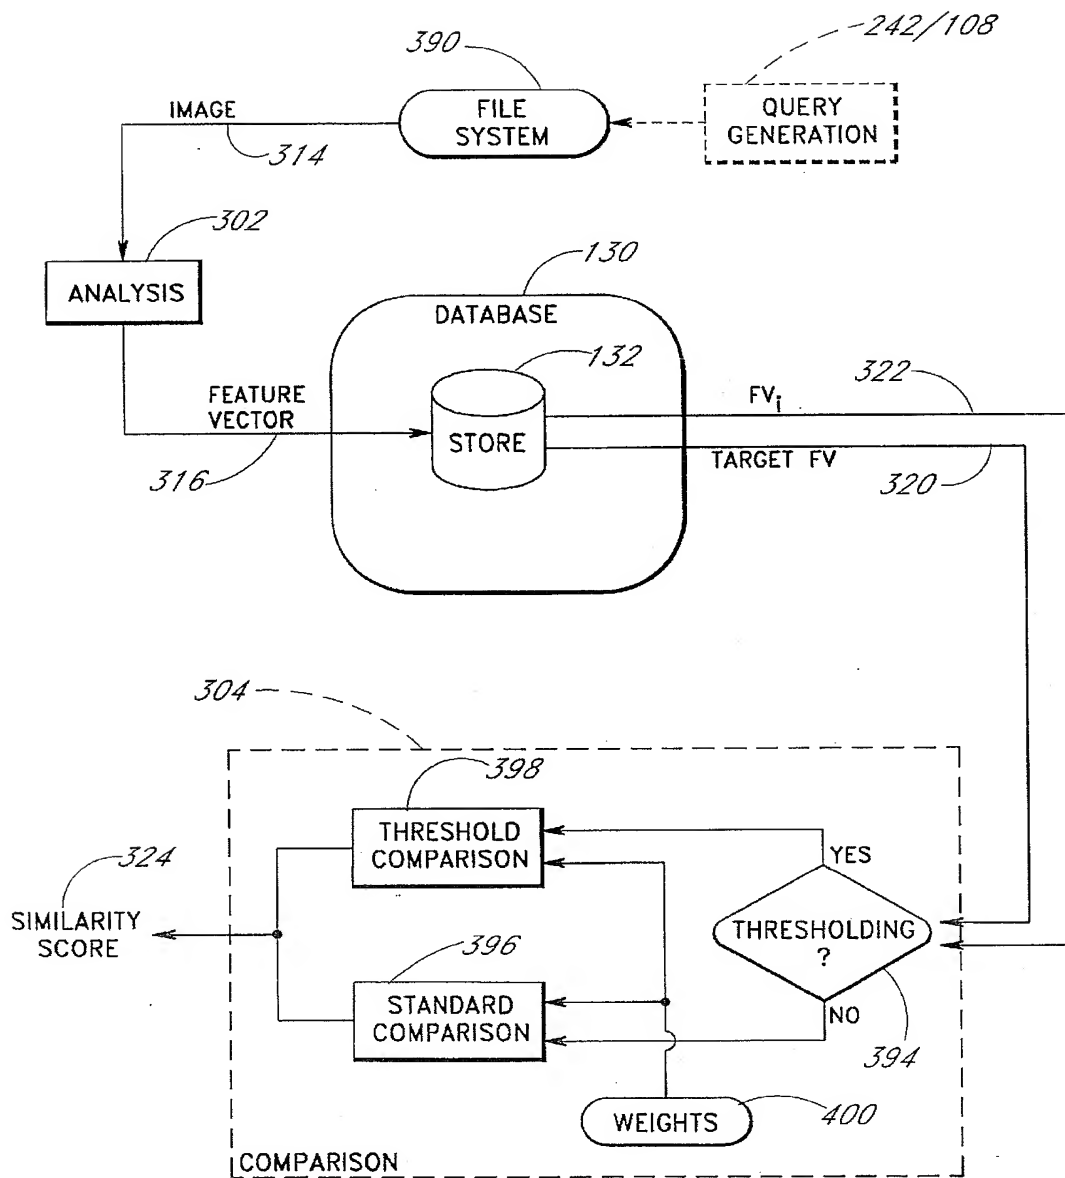 390
242/108
FILE
SYSTEM
QUERY
GENERATION
IMAGE
314
302
ANALYSIS
130
DATABASE
132
STORE
FEATURE
VECTOR
316
FVi
322
TARGET FV
320
304
398
THRESHOLD
COMPARISON
YES
324
SIMILARITY
SCORE
THRESHOLDING
?
396
STANDARD
COMPARISON
NO
394
WEIGHTS
400
COMPARISON